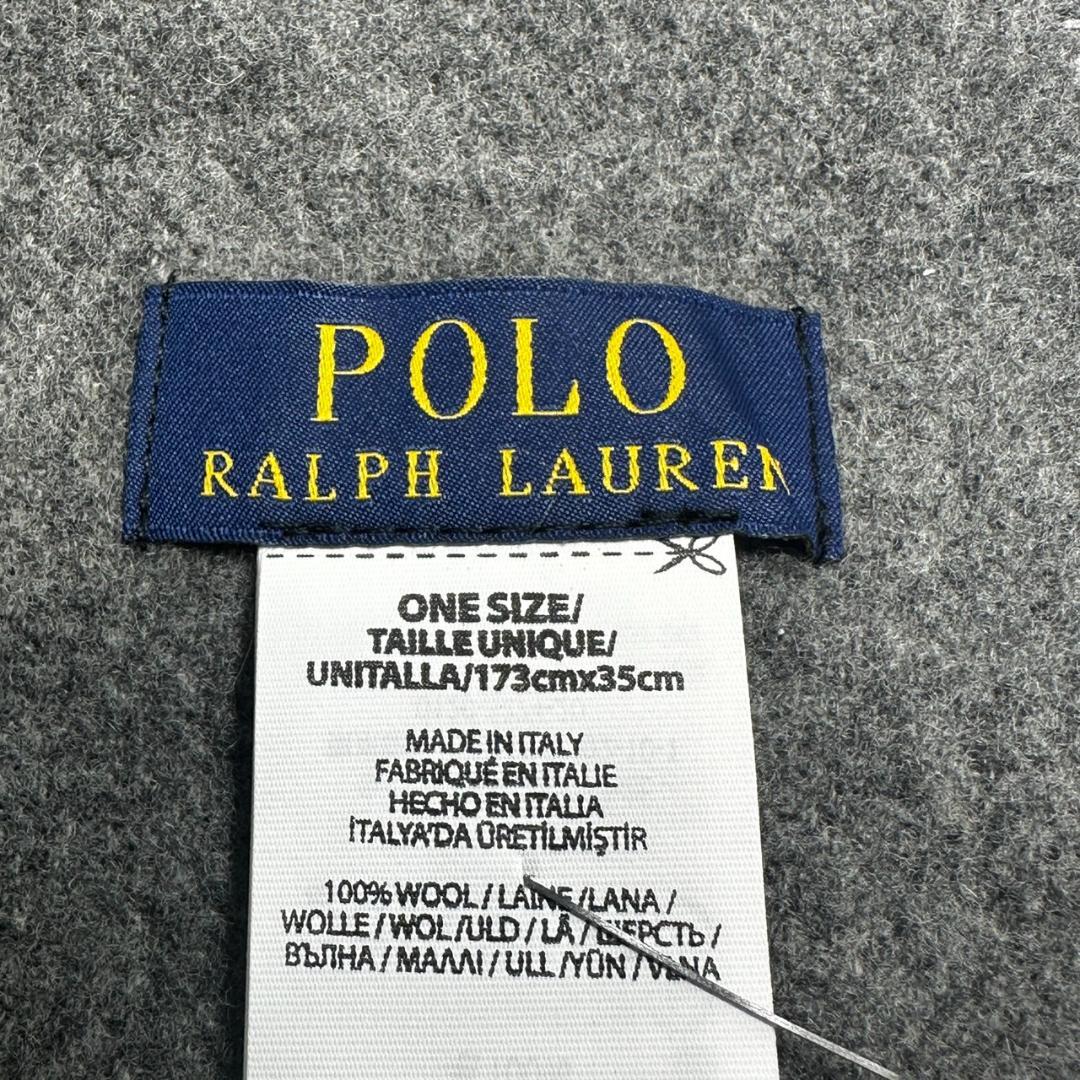 POLO
RALPH LAUREN
ONE SIZE/
TAILLE UNIQUE/
UNITALLA/173cmx35cm
MADE IN ITALY
FABRIQUÉ EN ITALIE
HECHO EN ITALIA
İTALYA'DA ÜRETİLMİŞTİR
100% WOOL / LAINE / LANA /
WOLLE / WOL /ULD / LÃ / ШЕРСТЬ /
ВЪЛНА / ΜΑΛΛΙ / ULL /YÜN / VLNA